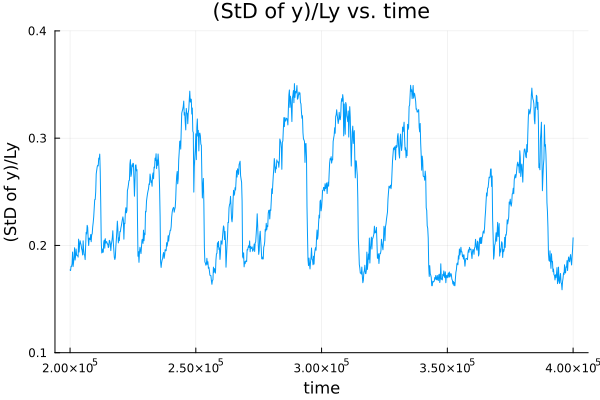 (StD of y)/Ly vs. time
(StD of y)/Ly
0.4
0.3
0.2
0.1
2.00×10⁵ 2.50×10⁵ 3.00×10⁵ 3.50×10⁵ 4.00×10⁵
time